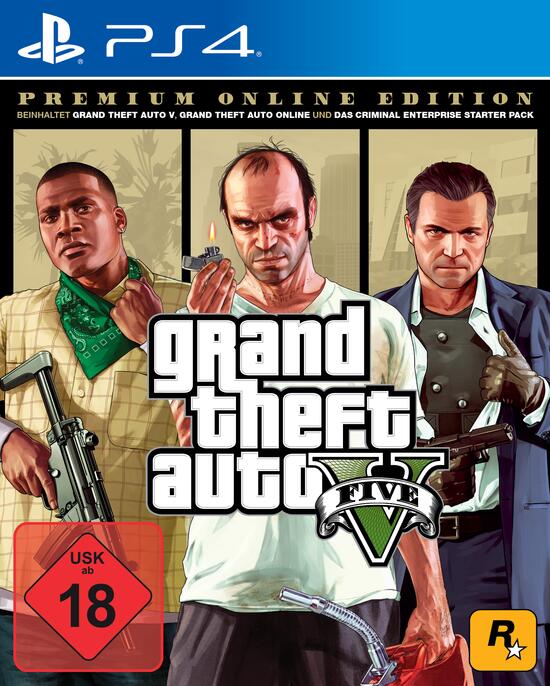 PS4
PREMIUM ONLINE EDITION
BEINHALTET GRAND THEFT AUTO V, GRAND THEFT AUTO ONLINE UND DAS CRIMINAL ENTERPRISE STARTER PACK
grand
theft
auto V
FIVE
USK
ab
18
R